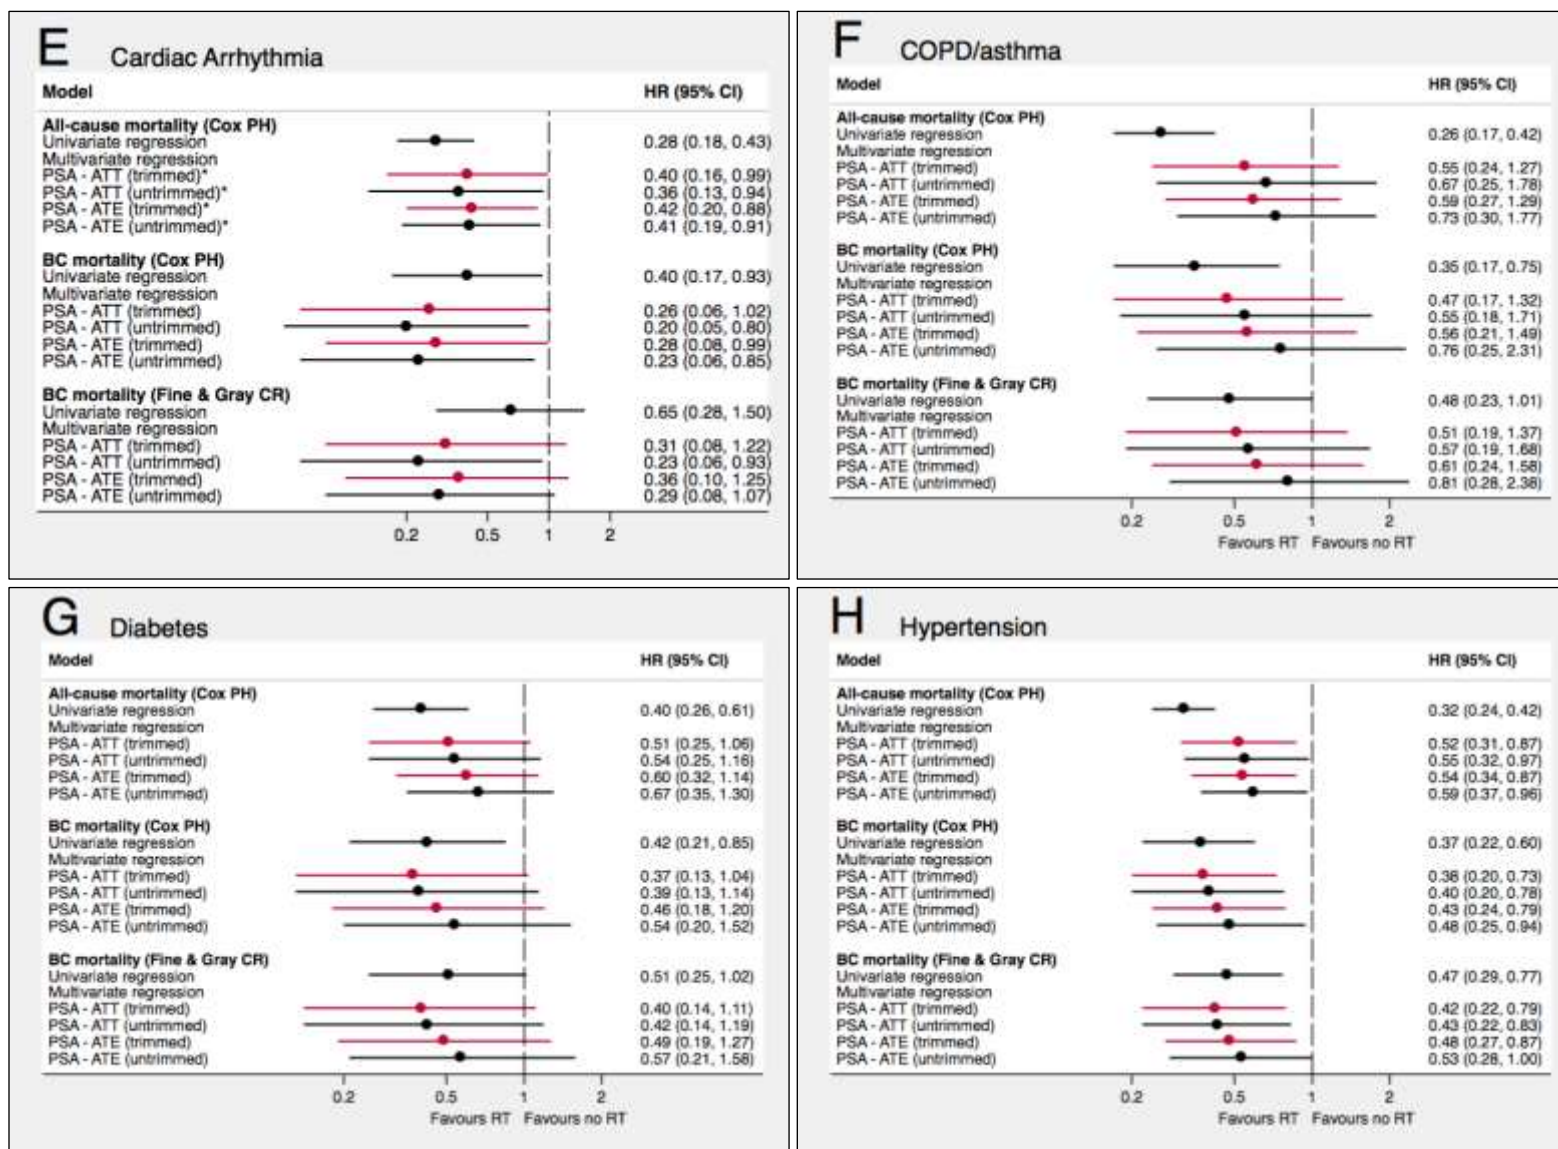 E Cardiac Arrhythmia
Model HR (95% CI)
All-cause mortality (Cox PH)
Univariate regression 0.28 (0.18, 0.43)
Multivariate regression
PSA - ATT (trimmed)* 0.40 (0.16, 0.99)
PSA - ATT (untrimmed)* 0.36 (0.13, 0.94)
PSA - ATE (trimmed)* 0.42 (0.20, 0.88)
PSA - ATE (untrimmed)* 0.41 (0.19, 0.91)
BC mortality (Cox PH)
Univariate regression 0.40 (0.17, 0.93)
Multivariate regression
PSA - ATT (trimmed) 0.26 (0.06, 1.02)
PSA - ATT (untrimmed) 0.20 (0.05, 0.80)
PSA - ATE (trimmed) 0.28 (0.08, 0.99)
PSA - ATE (untrimmed) 0.23 (0.06, 0.85)
BC mortality (Fine & Gray CR)
Univariate regression 0.65 (0.28, 1.50)
Multivariate regression
PSA - ATT (trimmed) 0.31 (0.08, 1.22)
PSA - ATT (untrimmed) 0.23 (0.06, 0.93)
PSA - ATE (trimmed) 0.36 (0.10, 1.25)
PSA - ATE (untrimmed) 0.29 (0.08, 1.07)
0.2 0.5 1 2
F COPD/asthma
Model HR (95% CI)
All-cause mortality (Cox PH)
Univariate regression 0.26 (0.17, 0.42)
Multivariate regression
PSA - ATT (trimmed) 0.55 (0.24, 1.27)
PSA - ATT (untrimmed) 0.67 (0.25, 1.78)
PSA - ATE (trimmed) 0.59 (0.27, 1.29)
PSA - ATE (untrimmed) 0.73 (0.30, 1.77)
BC mortality (Cox PH)
Univariate regression 0.35 (0.17, 0.75)
Multivariate regression
PSA - ATT (trimmed) 0.47 (0.17, 1.32)
PSA - ATT (untrimmed) 0.55 (0.18, 1.71)
PSA - ATE (trimmed) 0.56 (0.21, 1.49)
PSA - ATE (untrimmed) 0.76 (0.25, 2.31)
BC mortality (Fine & Gray CR)
Univariate regression 0.48 (0.23, 1.01)
Multivariate regression
PSA - ATT (trimmed) 0.51 (0.19, 1.37)
PSA - ATT (untrimmed) 0.57 (0.19, 1.68)
PSA - ATE (trimmed) 0.61 (0.24, 1.58)
PSA - ATE (untrimmed) 0.81 (0.28, 2.38)
0.2 0.5 1 2
Favours RT Favours no RT
G Diabetes
Model HR (95% CI)
All-cause mortality (Cox PH)
Univariate regression 0.40 (0.26, 0.61)
Multivariate regression
PSA - ATT (trimmed) 0.51 (0.25, 1.06)
PSA - ATT (untrimmed) 0.54 (0.25, 1.16)
PSA - ATE (trimmed) 0.60 (0.32, 1.14)
PSA - ATE (untrimmed) 0.67 (0.35, 1.30)
BC mortality (Cox PH)
Univariate regression 0.42 (0.21, 0.85)
Multivariate regression
PSA - ATT (trimmed) 0.37 (0.13, 1.04)
PSA - ATT (untrimmed) 0.39 (0.13, 1.14)
PSA - ATE (trimmed) 0.46 (0.18, 1.20)
PSA - ATE (untrimmed) 0.54 (0.20, 1.52)
BC mortality (Fine & Gray CR)
Univariate regression 0.51 (0.25, 1.02)
Multivariate regression
PSA - ATT (trimmed) 0.40 (0.14, 1.11)
PSA - ATT (untrimmed) 0.42 (0.14, 1.19)
PSA - ATE (trimmed) 0.49 (0.19, 1.27)
PSA - ATE (untrimmed) 0.57 (0.21, 1.58)
0.2 0.5 1 2
Favours RT Favours no RT
H Hypertension
Model HR (95% CI)
All-cause mortality (Cox PH)
Univariate regression 0.32 (0.24, 0.42)
Multivariate regression
PSA - ATT (trimmed) 0.52 (0.31, 0.87)
PSA - ATT (untrimmed) 0.55 (0.32, 0.97)
PSA - ATE (trimmed) 0.54 (0.34, 0.87)
PSA - ATE (untrimmed) 0.59 (0.37, 0.96)
BC mortality (Cox PH)
Univariate regression 0.37 (0.22, 0.60)
Multivariate regression
PSA - ATT (trimmed) 0.38 (0.20, 0.73)
PSA - ATT (untrimmed) 0.40 (0.20, 0.78)
PSA - ATE (trimmed) 0.43 (0.24, 0.79)
PSA - ATE (untrimmed) 0.48 (0.25, 0.94)
BC mortality (Fine & Gray CR)
Univariate regression 0.47 (0.29, 0.77)
Multivariate regression
PSA - ATT (trimmed) 0.42 (0.22, 0.79)
PSA - ATT (untrimmed) 0.43 (0.22, 0.83)
PSA - ATE (trimmed) 0.48 (0.27, 0.87)
PSA - ATE (untrimmed) 0.53 (0.28, 1.00)
0.2 0.5 1 2
Favours RT Favours no RT